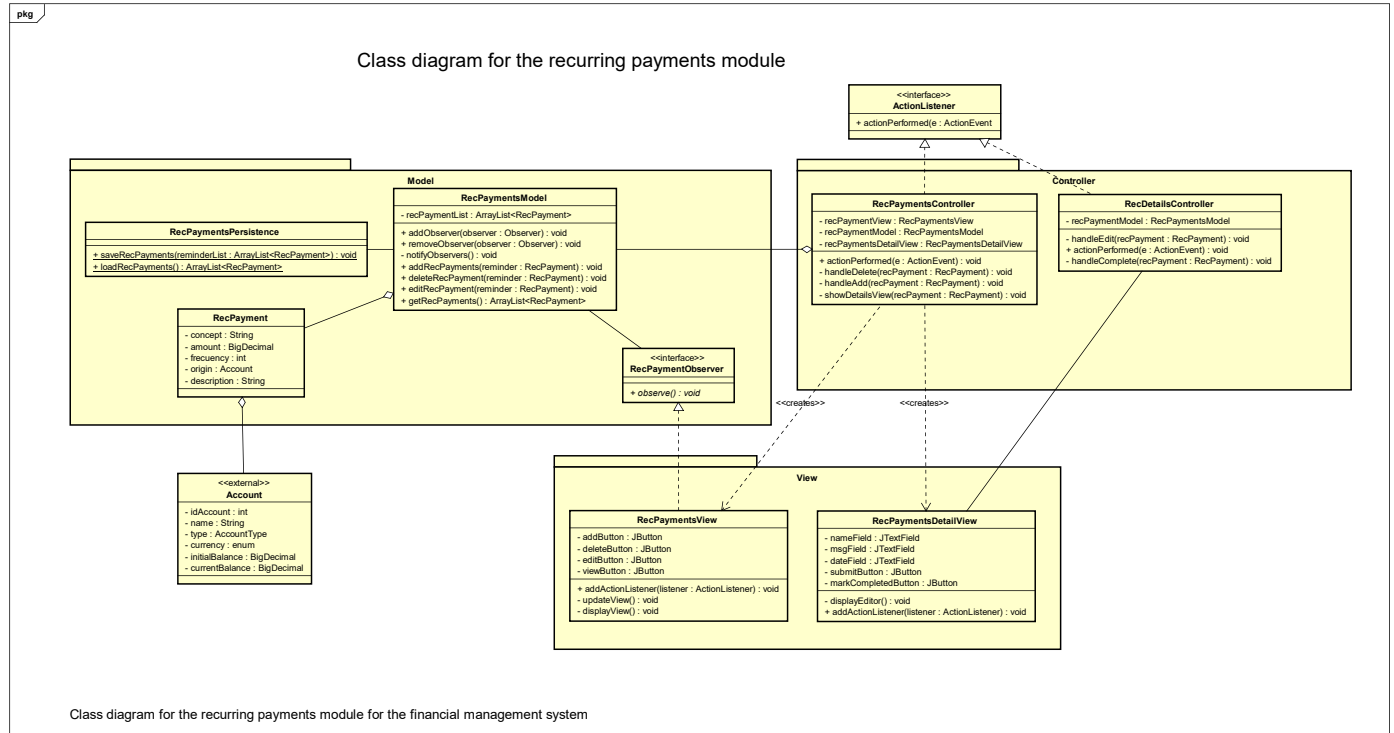 pkg
Class diagram for the recurring payments module
<<interface>>
ActionListener
+ actionPerformed(e : ActionEvent
Model
RecPaymentsModel
- recPaymentList : ArrayList<RecPayment>
+ addObserver(observer : Observer) : void
+ removeObserver(observer : Observer) : void
- notifyObservers() : void
+ addRecPayments(reminder : RecPayment) : void
+ deleteRecPayment(reminder : RecPayment) : void
+ editRecPayment(reminder : RecPayment) : void
+ getRecPayments() : ArrayList<RecPayment>
RecPaymentsPersistence
+ saveRecPayments(reminderList : ArrayList<RecPayment>) : void
+ loadRecPayments() : ArrayList<RecPayment>
RecPayment
- concept : String
- amount : BigDecimal
- frecuency : int
- origin : Account
- description : String
<<interface>>
RecPaymentObserver
+ observe() : void
Controller
RecPaymentsController
- recPaymentView : RecPaymentsView
- recPaymentModel : RecPaymentsModel
- recPaymentsDetailView : RecPaymentsDetailView
+ actionPerformed(e : ActionEvent) : void
- handleDelete(recPayment : RecPayment) : void
- handleAdd(recPayment : RecPayment) : void
- showDetailsView(recPayment : RecPayment) : void
RecDetailsController
- recPaymentModel : RecPaymentsModel
- handleEdit(recPayment : RecPayment) : void
+ actionPerformed(e : ActionEvent) : void
- handleComplete(recPayment : RecPayment) : void
<<creates>>
<<creates>>
<<external>>
Account
- idAccount : int
- name : String
- type : AccountType
- currency : enum
- initialBalance : BigDecimal
- currentBalance : BigDecimal
View
RecPaymentsView
- addButton : JButton
- deleteButton : JButton
- editButton : JButton
- viewButton : JButton
+ addActionListener(listener : ActionListener) : void
- updateView() : void
- displayView() : void
RecPaymentsDetailView
- nameField : JTextField
- msgField : JTextField
- dateField : JTextField
- submitButton : JButton
- markCompletedButton : JButton
- displayEditor() : void
+ addActionListener(listener : ActionListener) : void
Class diagram for the recurring payments module for the financial management system